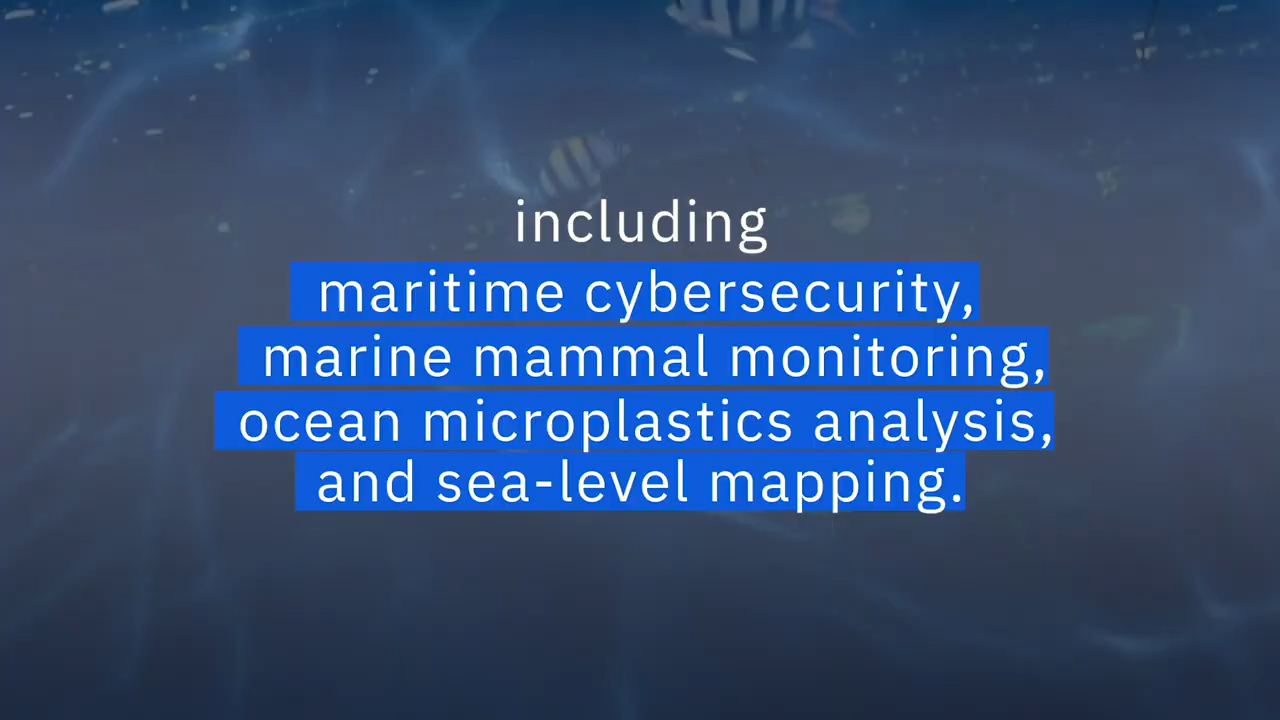 including
maritime cybersecurity,
marine mammal monitoring,
ocean microplastics analysis,
and sea-level mapping.